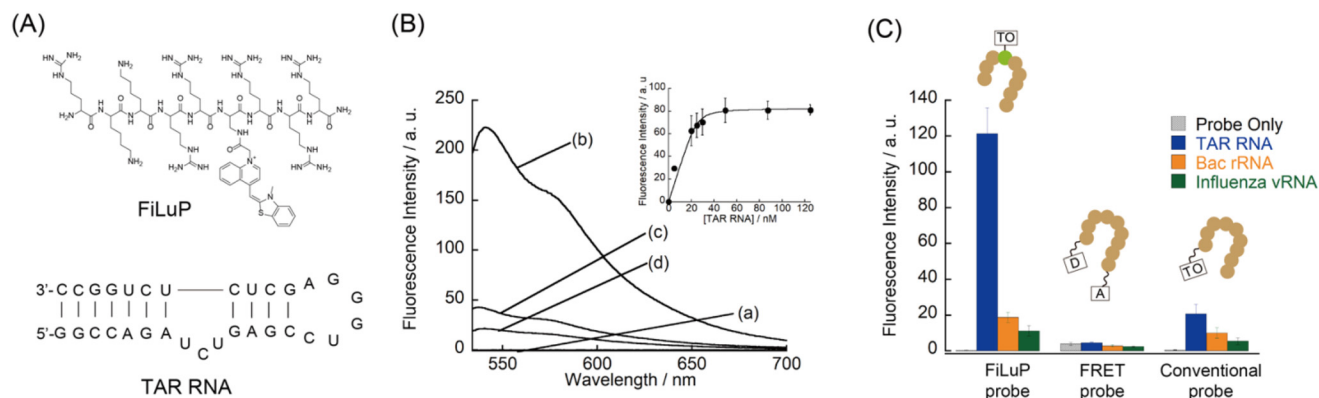 (A)
FiLuP
3'-C C G G U C U C U C G A G G G U C
5'-G G C C A G A U C U G A G C C U
TAR RNA
(B)
Fluorescence Intensity / a. u.
250
200
150
100
50
0
550
600
650
700
Wavelength / nm
(b)
(c)
(d)
(a)
Fluorescence Intensity / a. u.
100
80
60
40
20
0
0 20 40 60 80 100 120
[TAR RNA] / nM
(C)
TO
Probe Only
TAR RNA
Bac rRNA
Influenza vRNA
Fluorescence Intensity / a. u
140
120
100
80
60
40
20
0
D
A
TO
FiLuP
probe
FRET
probe
Conventional
probe